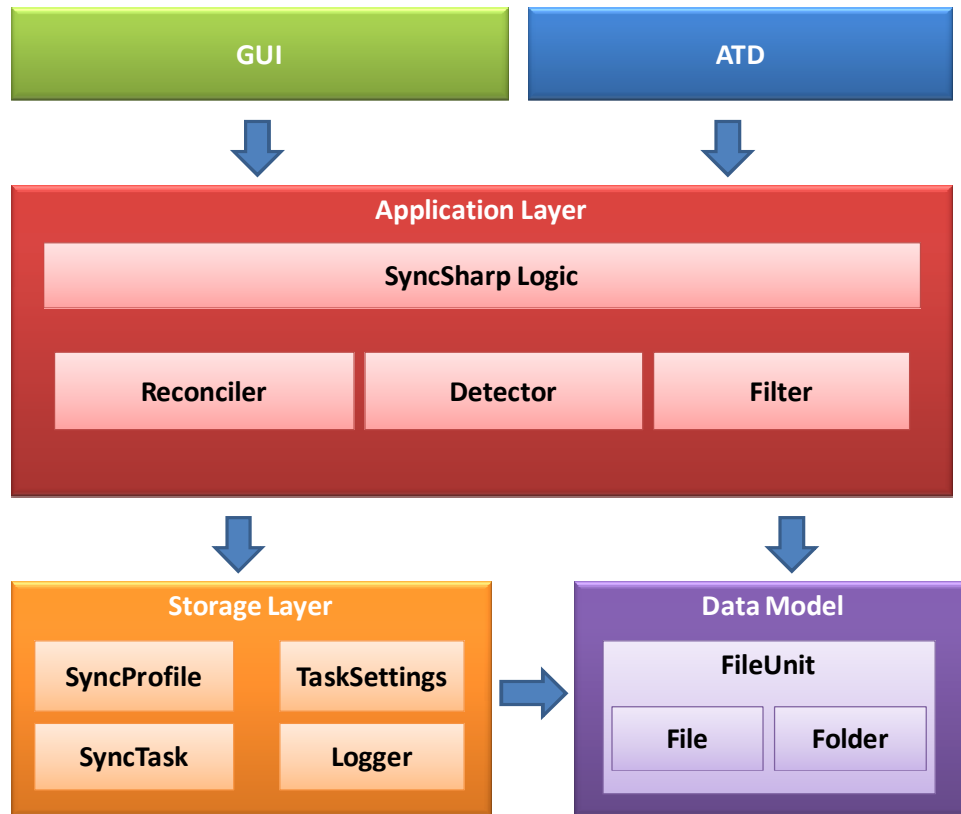 GUI
ATD
Application Layer
SyncSharp Logic
Reconciler
Detector
Filter
Storage Layer
SyncProfile
TaskSettings
SyncTask
Logger
Data Model
FileUnit
File
Folder